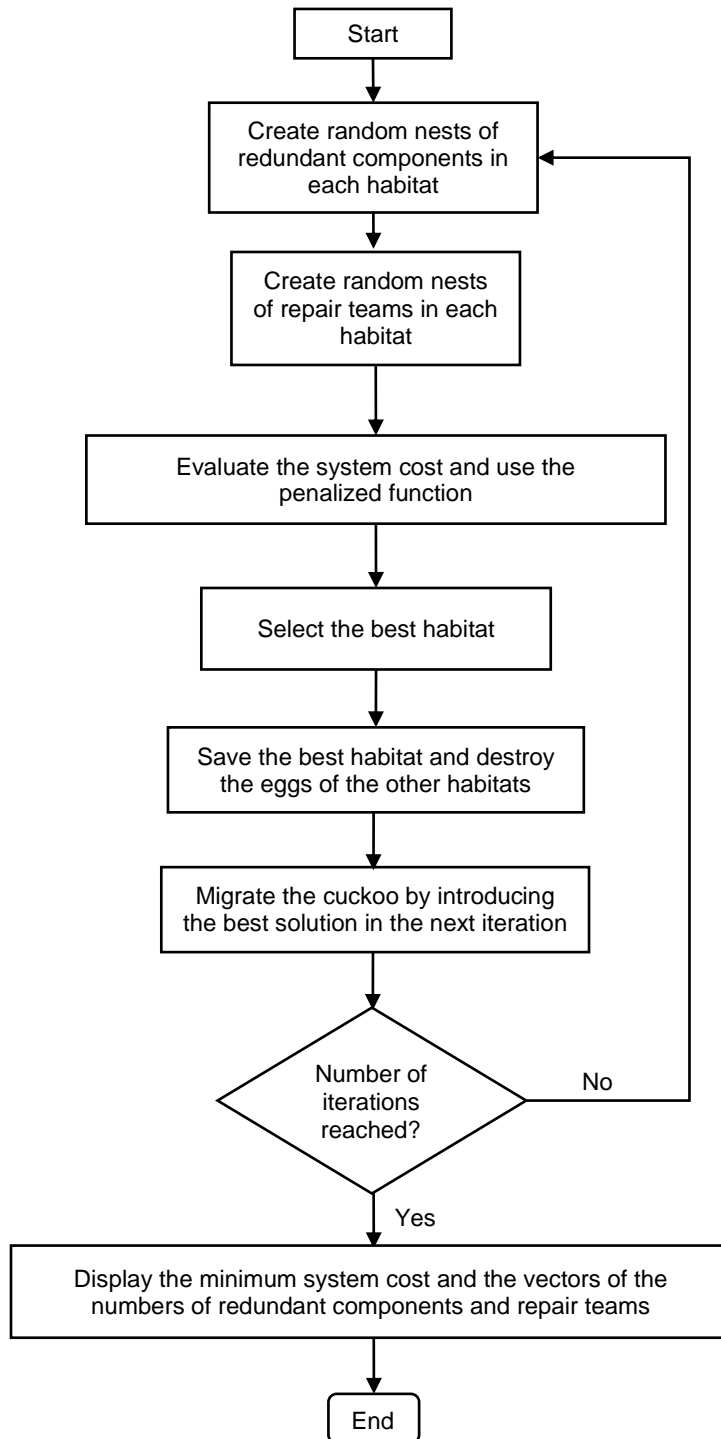 Start
Create random nests of
redundant components in
each habitat
Create random nests
of repair teams in each
habitat
Evaluate the system cost and use the
penalized function
Select the best habitat
Save the best habitat and destroy
the eggs of the other habitats
Migrate the cuckoo by introducing
the best solution in the next iteration
Number of
iterations
reached?
No
Yes
Display the minimum system cost and the vectors of the
numbers of redundant components and repair teams
End